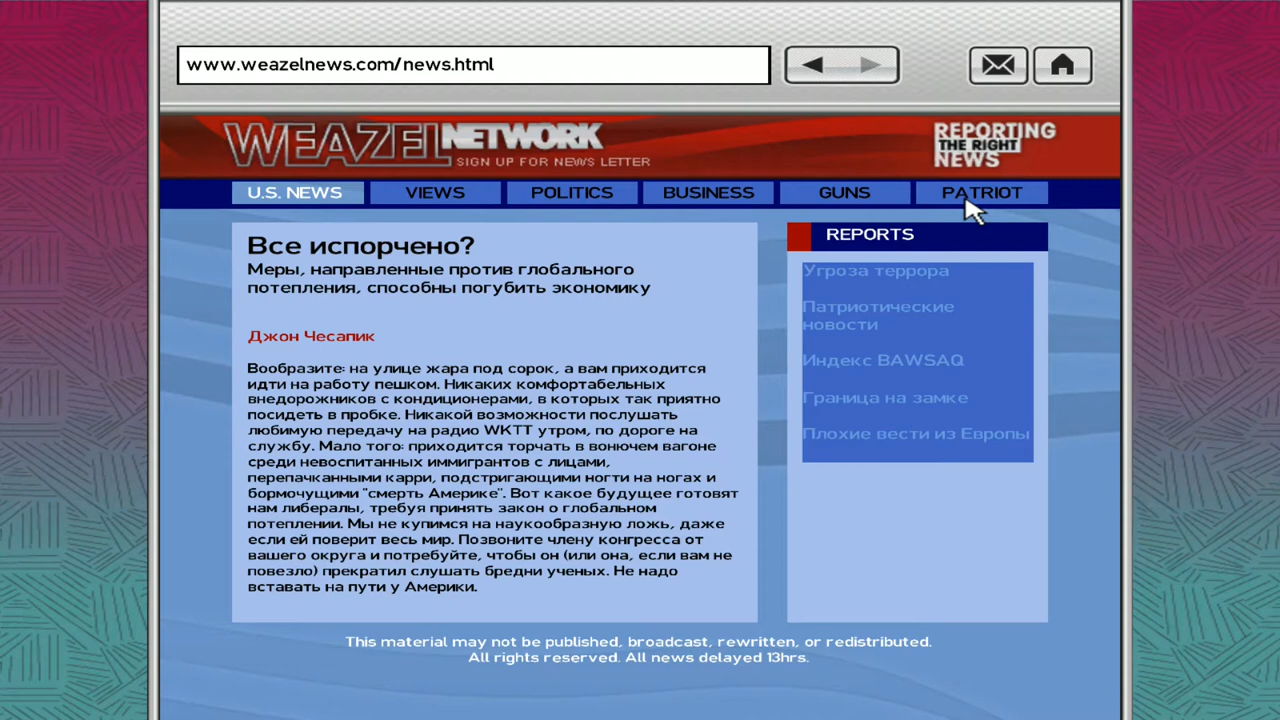 www.weazelnews.com/news.html
WEAZEL NETWORK
SIGN UP FOR NEWS LETTER
REPORTING
THE RIGHT
NEWS
U.S. NEWS VIEWS POLITICS BUSINESS GUNS PATRIOT
Все испорчено?
Меры, направленные против глобального
потепления, способны погубить экономику
Джон Чесапик
Вообразите: на улице жара под сорок, а вам приходится
идти на работу пешком. Никаких комфортабельных
внедорожников с кондиционерами, в которых так приятно
посидеть в пробке. Никакой возможности послушать
любимую передачу на радио WKTT утром, по дороге на
службу. Мало того: приходится торчать в вонючем вагоне
среди невоспитанных иммигрантов с лицами,
перепачканными карри, подстригающими ногти на ногах и
бормочущими "смерть Америке". Вот какое будущее готовят
нам либералы, требуя принять закон о глобальном
потеплении. Мы не купимся на наукообразную ложь, даже
если ей поверит весь мир. Позвоните члену конгресса от
вашего округа и потребуйте, чтобы он (или она, если вам не
повезло) прекратил слушать бредни ученых. Не надо
вставать на пути у Америки.
REPORTS
Угроза террора
Патриотические
новости
Индекс BAWSAQ
Граница на замке
Плохие вести из Европы
This material may not be published, broadcast, rewritten, or redistributed.
All rights reserved. All news delayed 13hrs.